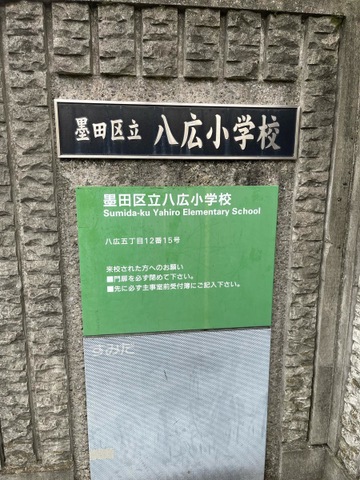 墨田区立 八広小学校
墨田区立八広小学校
Sumida-ku Yahiro Elementary School
八広五丁目12番15号
来校された方へのお願い
■門扉を必ず閉めて下さい。
■先に必ず主事室前受付簿にご記入下さい。
すみだ